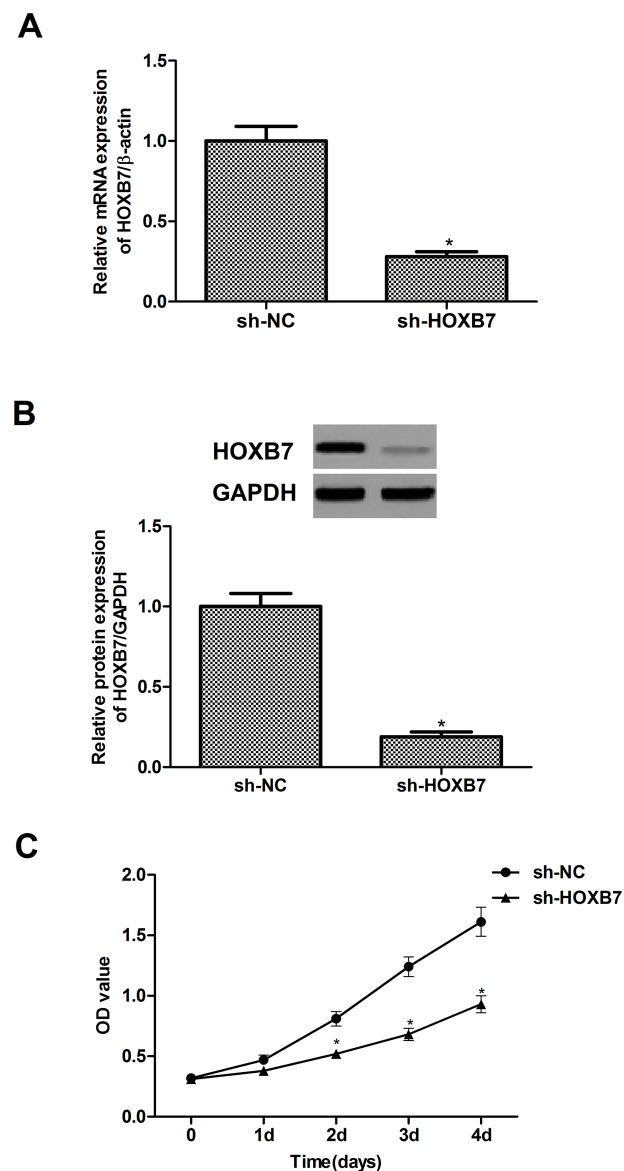 A
Relative mRNA expression
of HOXB7/β-actin
1.5
1.0
0.5
0.0
*
sh-NC
sh-HOXB7
B
HOXB7
GAPDH
Relative protein expression
of HOXB7/GAPDH
1.5
1.0
0.5
0.0
*
sh-NC
sh-HOXB7
C
sh-NC
sh-HOXB7
OD value
2.0
1.5
1.0
0.5
0.0
*
*
*
0 1d 2d 3d 4d
Time(days)